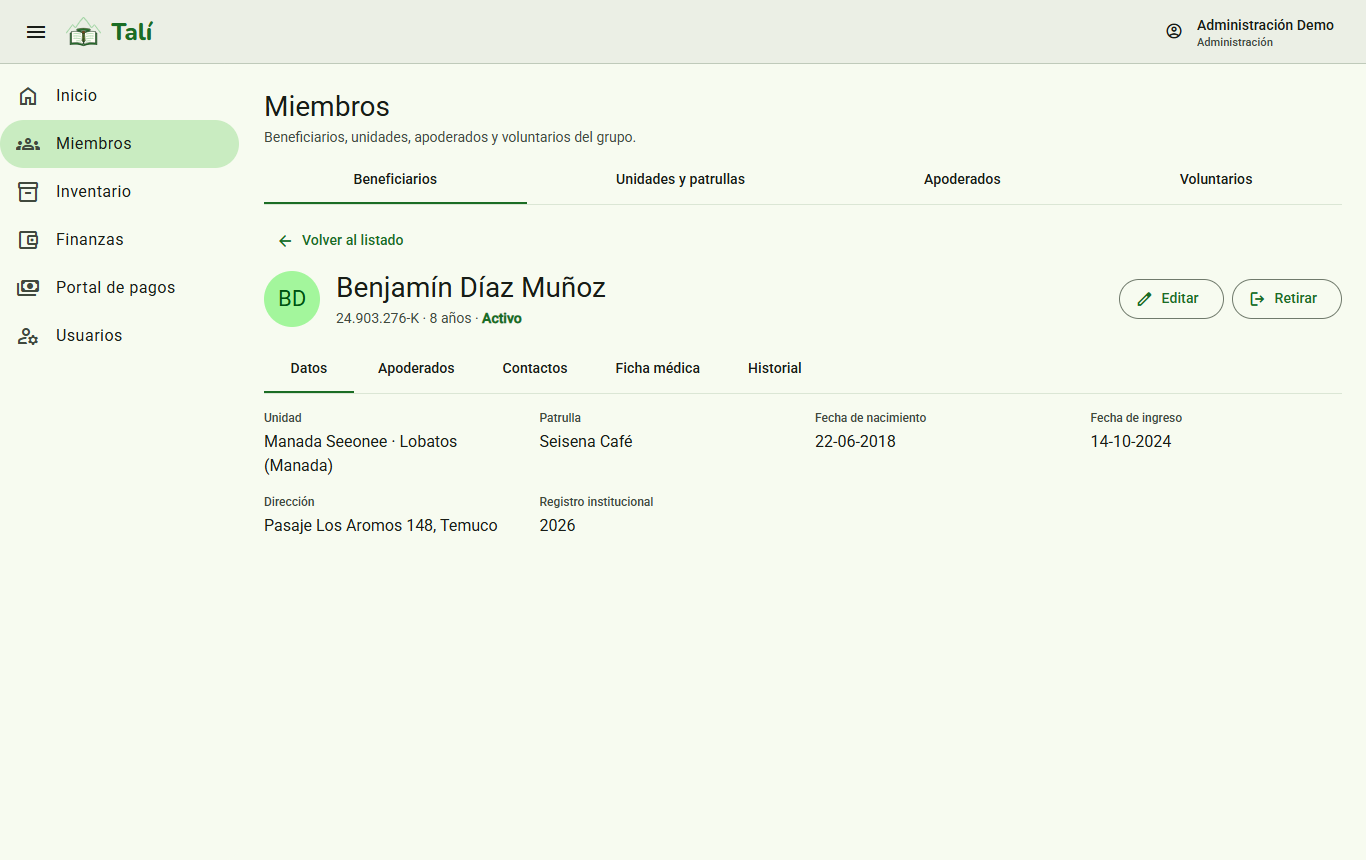 Talí
Administración Demo
Administración
Inicio
Miembros
Inventario
Finanzas
Portal de pagos
Usuarios
Miembros
Beneficiarios, unidades, apoderados y voluntarios del grupo.
Beneficiarios
Unidades y patrullas
Apoderados
Voluntarios
Volver al listado
BD
Benjamín Díaz Muñoz
24.903.276-K · 8 años · Activo
Editar
Retirar
Datos
Apoderados
Contactos
Ficha médica
Historial
Unidad
Manada Seeonee · Lobatos
(Manada)
Patrulla
Seisena Café
Fecha de nacimiento
22-06-2018
Fecha de ingreso
14-10-2024
Dirección
Pasaje Los Aromos 148, Temuco
Registro institucional
2026